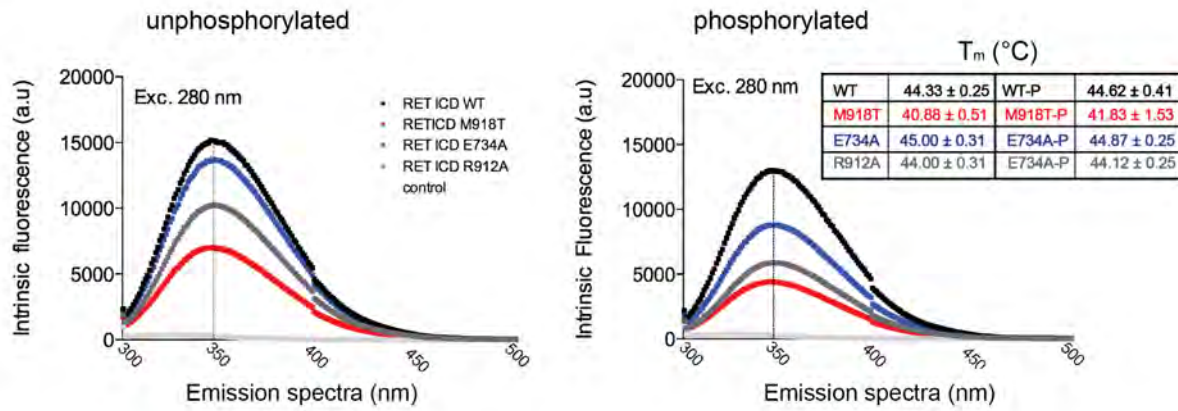 unphosphorylated
20000
15000
10000
5000
0
Intrinsic fluorescence (a.u)
Exc. 280 nm
RET ICD WT
RETICD M918T
RET ICD E734A
RET ICD R912A
control
300
350
400
450
500
Emission spectra (nm)
phosphorylated
Tm (°C)
WT 44.33 ± 0.25 WT-P 44.62 ± 0.41
M918T 40.88 ± 0.51 M918T-P 41.83 ± 1.53
E734A 45.00 ± 0.31 E734A-P 44.87 ± 0.25
R912A 44.00 ± 0.31 E734A-P 44.12 ± 0.25
20000
15000
10000
5000
0
Intrinsic Fluorescence (a.u)
Exc. 280 nm
300
350
400
450
500
Emission spectra (nm)